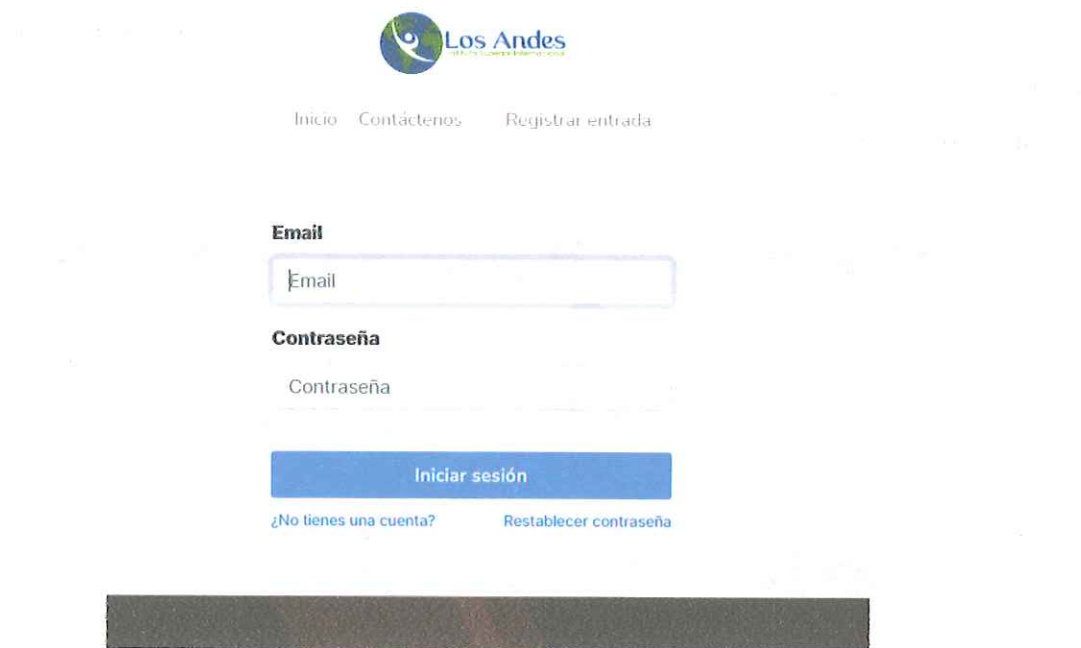 Los Andes
Inicio Contáctenos Registrar entrada
Email
Email
Contraseña
Contraseña
Iniciar sesión
¿No tienes una cuenta? Restablecer contraseña